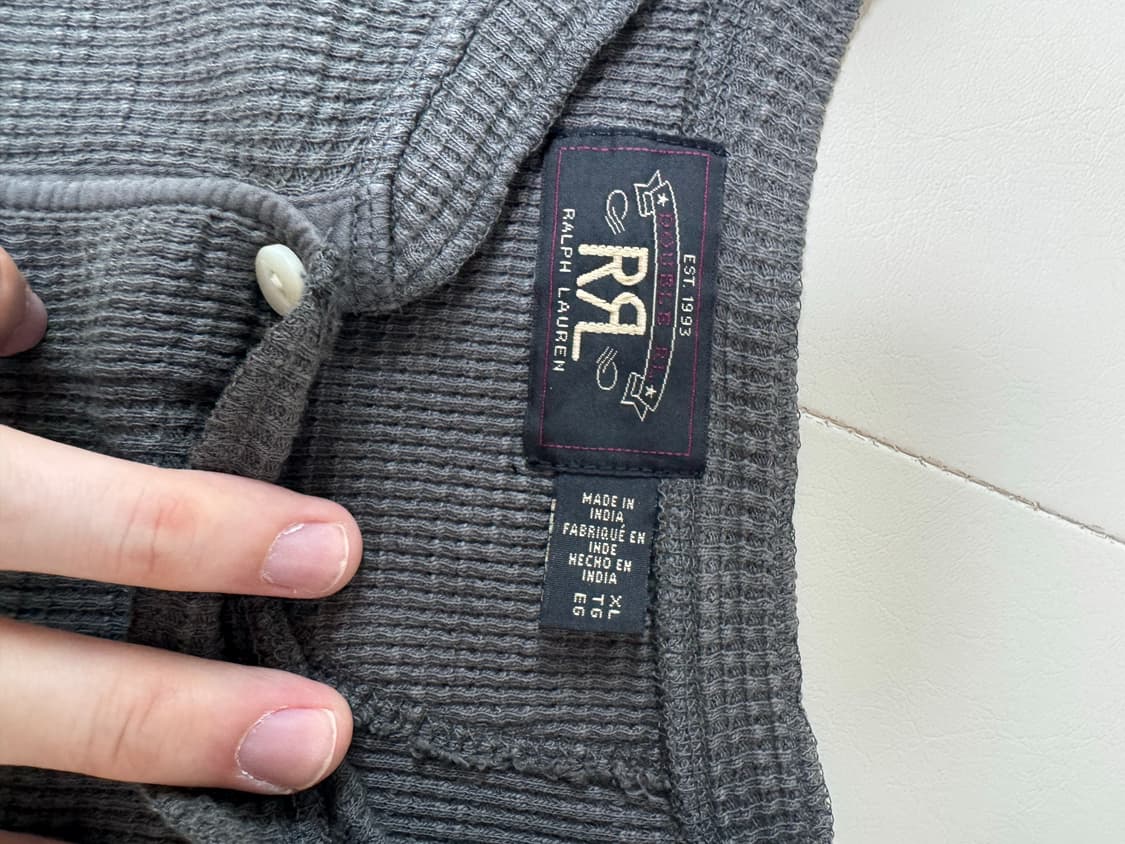 EST. 1993
DOUBLE RL
RRL
RALPH LAUREN
MADE IN
INDIA
FABRIQUÉ EN
INDE
HECHO EN
INDIA
XL
TG
EG